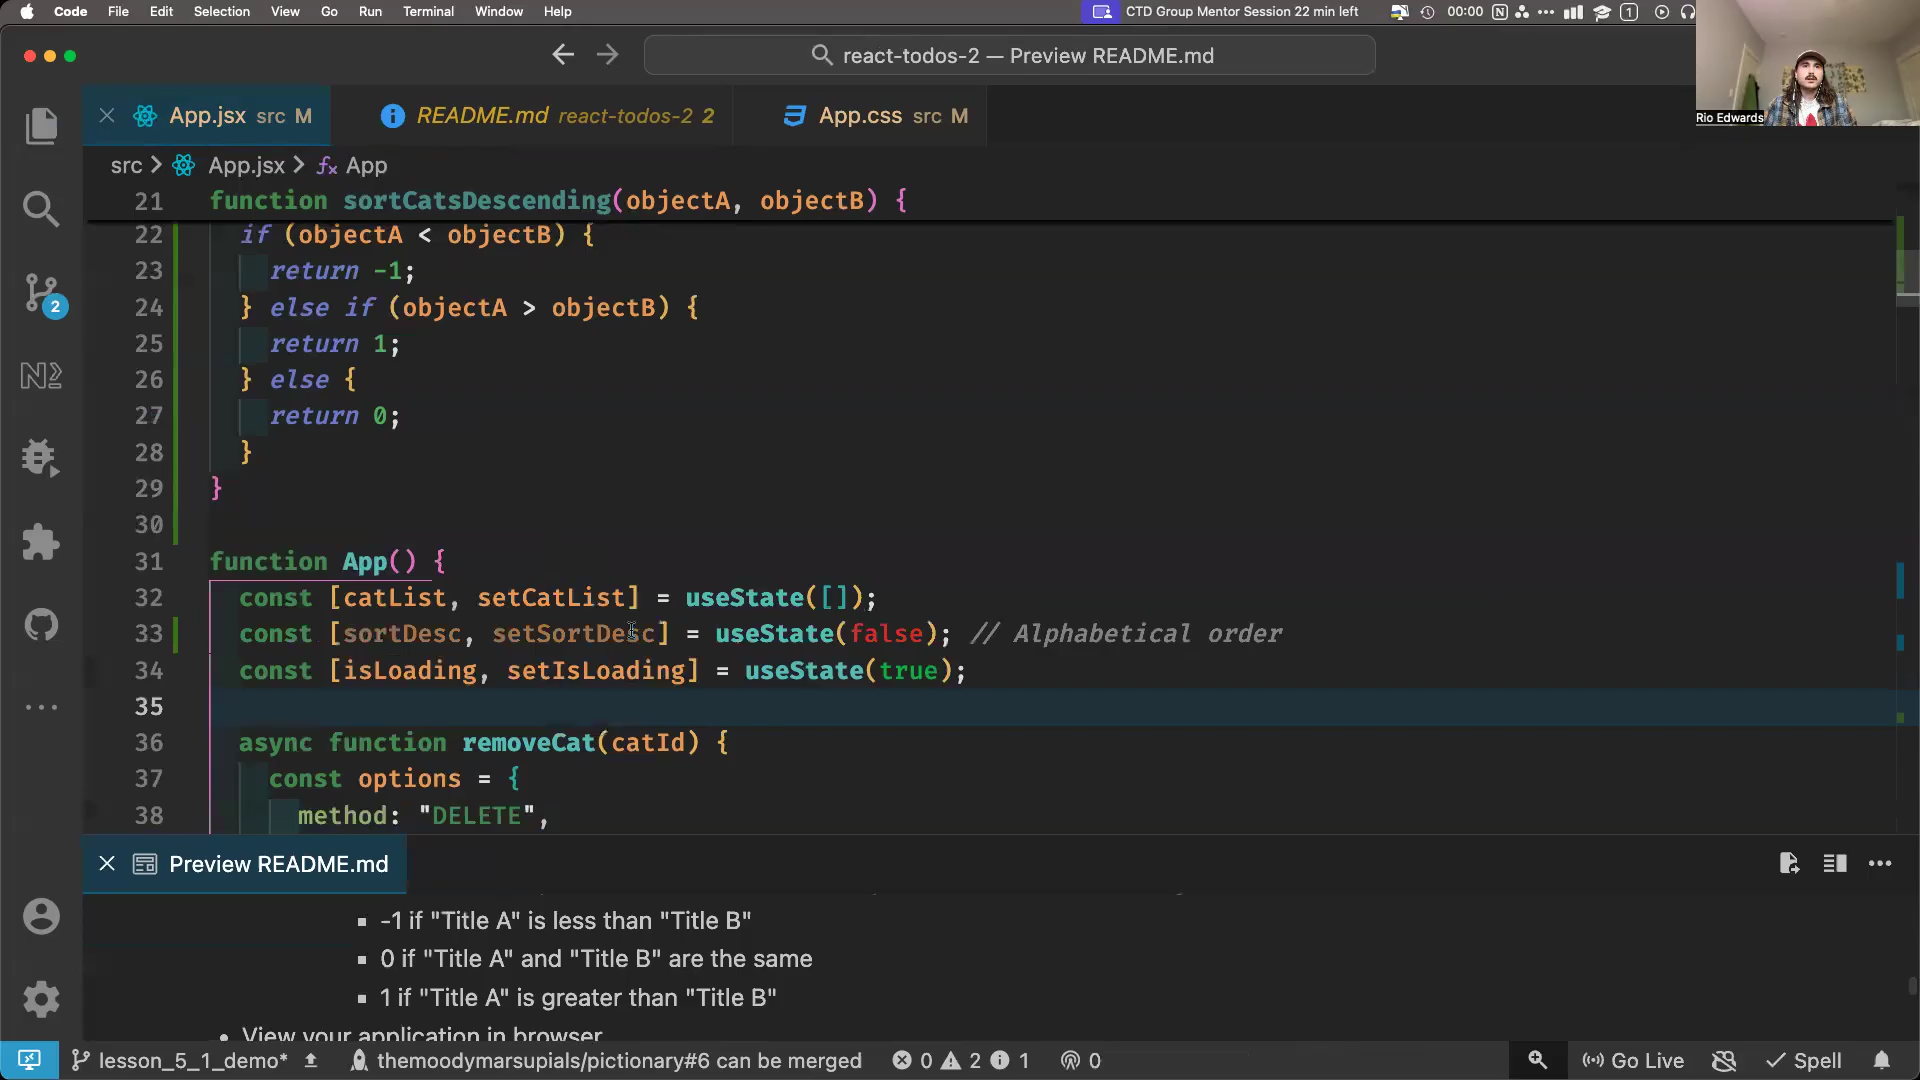 Code File Edit Selection View Go Run Terminal Window Help
CTD Group Mentor Session 22 min left
00:00
react-todos-2 — Preview README.md
Rio Edwards
App.jsx src M
README.md react-todos-2 2
App.css src M
src > App.jsx > App
21 function sortCatsDescending(objectA, objectB) {
22 if (objectA < objectB) {
23 return -1;
24 } else if (objectA > objectB) {
25 return 1;
26 } else {
27 return 0;
28 }
29 }
30
31 function App() {
32 const [catList, setCatList] = useState([]);
33 const [sortDesc, setSortDesc] = useState(false); // Alphabetical order
34 const [isLoading, setIsLoading] = useState(true);
35
36 async function removeCat(catId) {
37 const options = {
38 method: "DELETE",
2
Preview README.md
-1 if "Title A" is less than "Title B"
0 if "Title A" and "Title B" are the same
1 if "Title A" is greater than "Title B"
View your application in browser
lesson_5_1_demo* themoodymarsupials/pictionary#6 can be merged 0 2 1 0 Go Live Spell